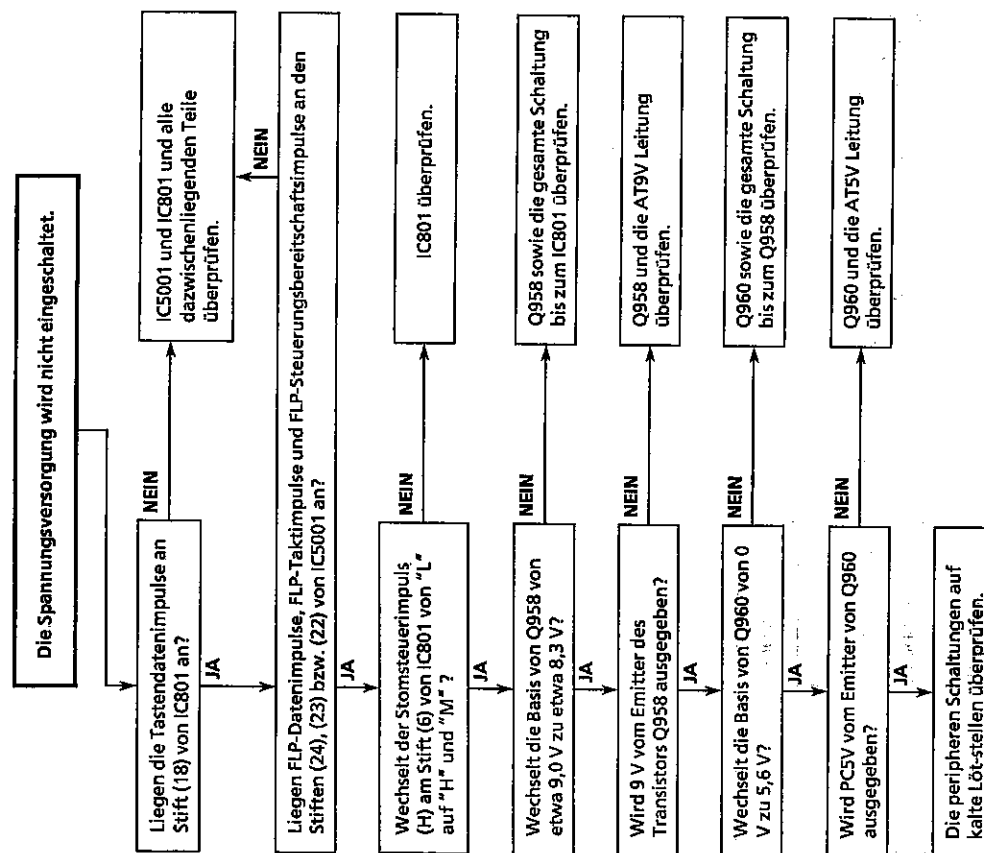 Die Spannungsversorgung wird nicht eingeschaltet.
Liegen die Tastendatenimpulse an
Stift (18) von IC801 an?
NEIN
IC5001 und IC801 und alle
dazwischenliegenden Teile
überprüfen.
JA
Liegen FLP-Datenimpulse, FLP-Taktimpulse und FLP-Steuerungsbereitschaftsimpulse an den
Stiften (24), (23) bzw. (22) von IC5001 an?
NEIN
JA
Wechselt der Stomsteuerimpuls
(H) am Stift (6) von IC801 von "L"
auf "H" und "M" ?
NEIN
IC801 überprüfen.
JA
Wechselt die Basis von Q958 von
etwa 9,0 V zu etwa 8,3 V?
NEIN
Q958 sowie die gesamte Schaltung
bis zum IC801 überprüfen.
JA
Wird 9 V vom Emitter des
Transistors Q958 ausgegeben?
NEIN
Q958 und die AT9V Leitung
überprüfen.
JA
Wechselt die Basis von Q960 von 0
V zu 5,6 V?
NEIN
Q960 sowie die gesamte Schaltung
bis zum Q958 überprüfen.
JA
Wird PC5V vom Emitter von Q960
ausgegeben?
NEIN
Q960 und die AT5V Leitung
überprüfen.
JA
Die peripheren Schaltungen auf
kalte Löt-stellen überprüfen.